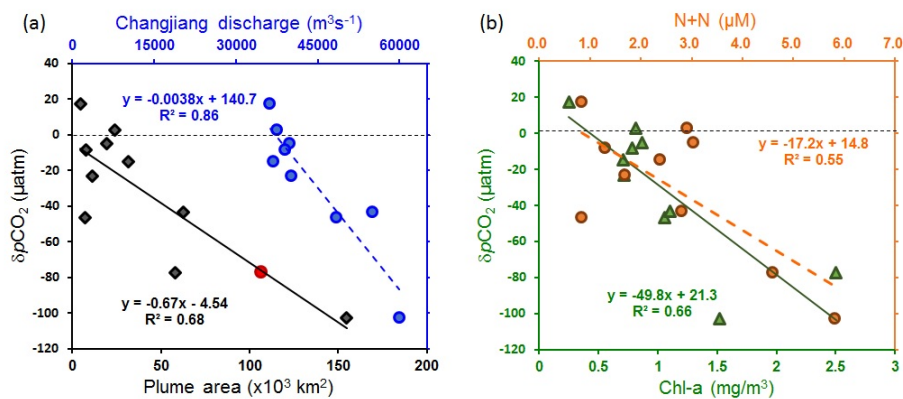 (a)
Changjiang discharge
(m³s⁻¹)
0 15000 30000 45000 60000
40
20
0
-20
-40
-60
-80
-100
-120
δpCO₂ (μatm)
y = -0.0038x + 140.7
R² = 0.86
y = -0.67x - 4.54
R² = 0.68
0 50 100 150 200
Plume area (x10³ km²)
(b)
N+N (μM)
0.0 1.0 2.0 3.0 4.0 5.0 6.0 7.0
40
20
0
-20
-40
-60
-80
-100
-120
δpCO₂ (μatm)
y = -17.2x + 14.8
R² = 0.55
y = -49.8x + 21.3
R² = 0.66
0 0.5 1 1.5 2 2.5 3
Chl-a (mg/m³)